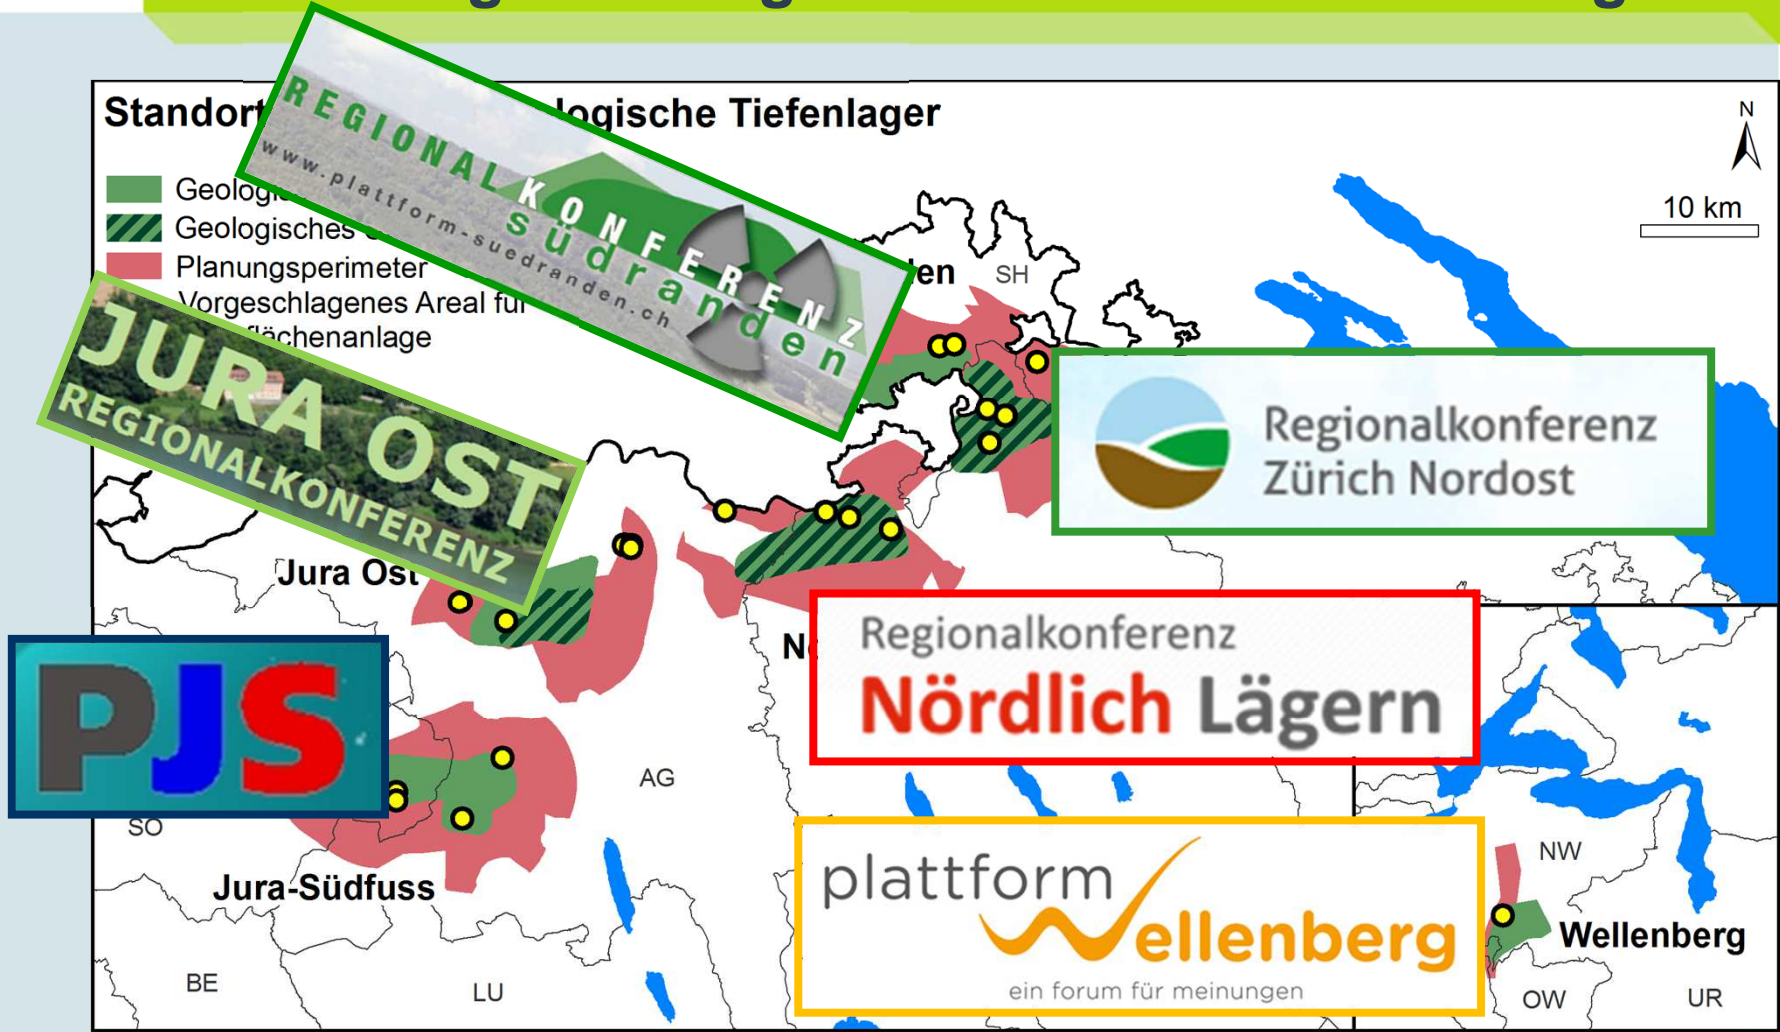 Standort
logische Tiefenlager
Geologi
Geologisches
Planungsperimeter
Vorgeschlagenes Areal für
flächenanlage
REGIONALKONFERENZ
südranden
www.plattform-suedranden.ch
JURA OST
REGIONALKONFERENZ
den
SH
N
10 km
Regionalkonferenz
Zürich Nordost
Jura Ost
PJS
N
Regionalkonferenz
Nördlich Lägern
AG
SO
Jura-Südfuss
BE
LU
plattform
Wellenberg
ein forum für meinungen
NW
Wellenberg
OW
UR